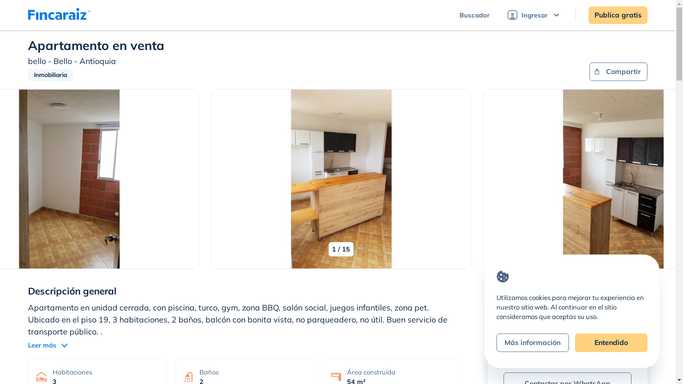 Fincaraiz
Buscador
Ingresar
Publica gratis
Apartamento en venta
bello - Bello - Antioquia
Inmobiliaria
Compartir
1 / 15
Descripción general
Apartamento en unidad cerrada, con piscina, turco, gym, zona BBQ, salón social, juegos infantiles, zona pet.
Ubicado en el piso 19, 3 habitaciones, 2 baños, balcón con bonita vista, no parqueadero, no útil. Buen servicio de
transporte público. .
Leer más
Habitaciones
3
Baños
2
Área construida
54 m²
Utilizamos cookies para mejorar tu experiencia en
nuestro sitio web. Al continuar en el sitio
consideramos que aceptas su uso.
Más información
Entendido
Contactar por WhatsApp